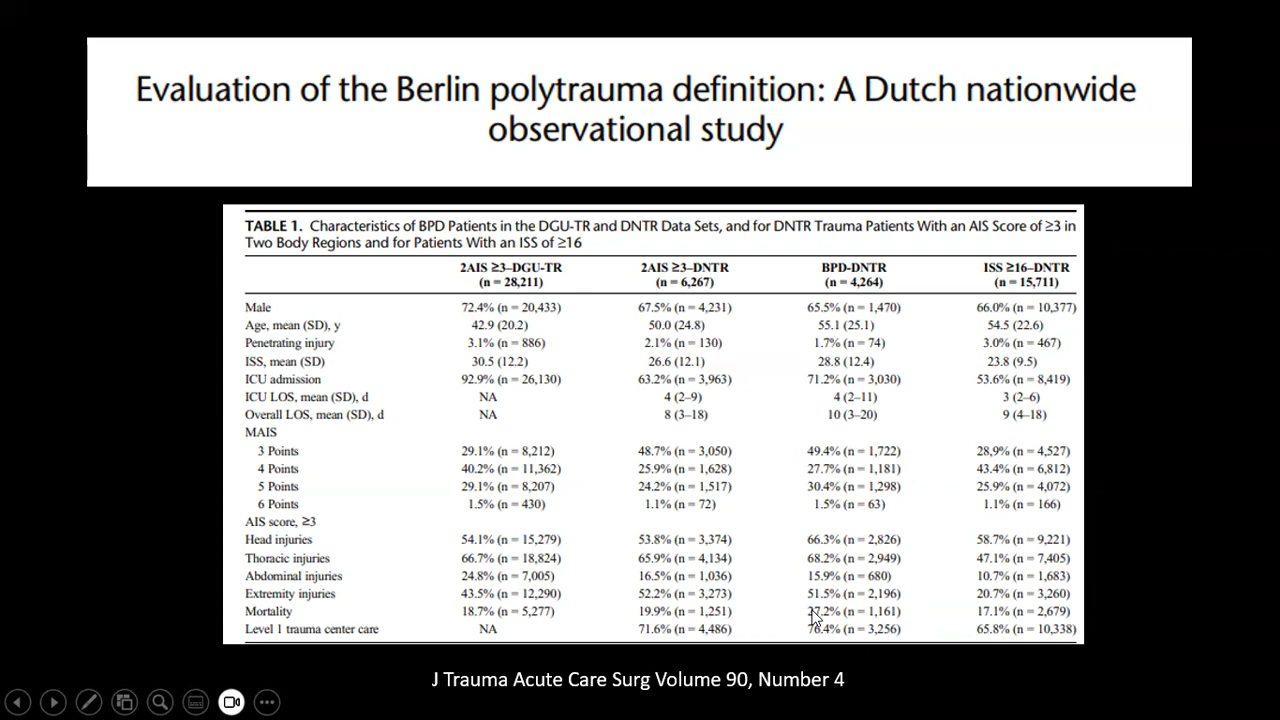 Evaluation of the Berlin polytrauma definition: A Dutch nationwide
observational study
TABLE 1. Characteristics of BPD Patients in the DGU-TR and DNTR Data Sets, and for DNTR Trauma Patients With an AIS Score of ≥3 in
Two Body Regions and for Patients With an ISS of ≥16
2AIS ≥3–DGU-TR 2AIS ≥3–DNTR BPD-DNTR ISS ≥16–DNTR
(n = 28,211) (n = 6,267) (n = 4,264) (n = 15,711)
Male 72.4% (n = 20,433) 67.5% (n = 4,231) 65.5% (n = 1,470) 66.0% (n = 10,377)
Age, mean (SD), y 42.9 (20.2) 50.0 (24.8) 55.1 (25.1) 54.5 (22.6)
Penetrating injury 3.1% (n = 886) 2.1% (n = 130) 1.7% (n = 74) 3.0% (n = 467)
ISS, mean (SD) 30.5 (12.2) 26.6 (12.1) 28.8 (12.4) 23.8 (9.5)
ICU admission 92.9% (n = 26,130) 63.2% (n = 3,963) 71.2% (n = 3,030) 53.6% (n = 8,419)
ICU LOS, mean (SD), d NA 4 (2–9) 4 (2–11) 3 (2–6)
Overall LOS, mean (SD), d NA 8 (3–18) 10 (3–20) 9 (4–18)
MAIS
3 Points 29.1% (n = 8,212) 48.7% (n = 3,050) 49.4% (n = 1,722) 28,9% (n = 4,527)
4 Points 40.2% (n = 11,362) 25.9% (n = 1,628) 27.7% (n = 1,181) 43.4% (n = 6,812)
5 Points 29.1% (n = 8,207) 24.2% (n = 1,517) 30.4% (n = 1,298) 25.9% (n = 4,072)
6 Points 1.5% (n = 430) 1.1% (n = 72) 1.5% (n = 63) 1.1% (n = 166)
AIS score, ≥3
Head injuries 54.1% (n = 15,279) 53.8% (n = 3,374) 66.3% (n = 2,826) 58.7% (n = 9,221)
Thoracic injuries 66.7% (n = 18,824) 65.9% (n = 4,134) 68.2% (n = 2,949) 47.1% (n = 7,405)
Abdominal injuries 24.8% (n = 7,005) 16.5% (n = 1,036) 15.9% (n = 680) 10.7% (n = 1,683)
Extremity injuries 43.5% (n = 12,290) 52.2% (n = 3,273) 51.5% (n = 2,196) 20.7% (n = 3,260)
Mortality 18.7% (n = 5,277) 19.9% (n = 1,251) 27.2% (n = 1,161) 17.1% (n = 2,679)
Level 1 trauma center care NA 71.6% (n = 4,486) 76.4% (n = 3,256) 65.8% (n = 10,338)
J Trauma Acute Care Surg Volume 90, Number 4